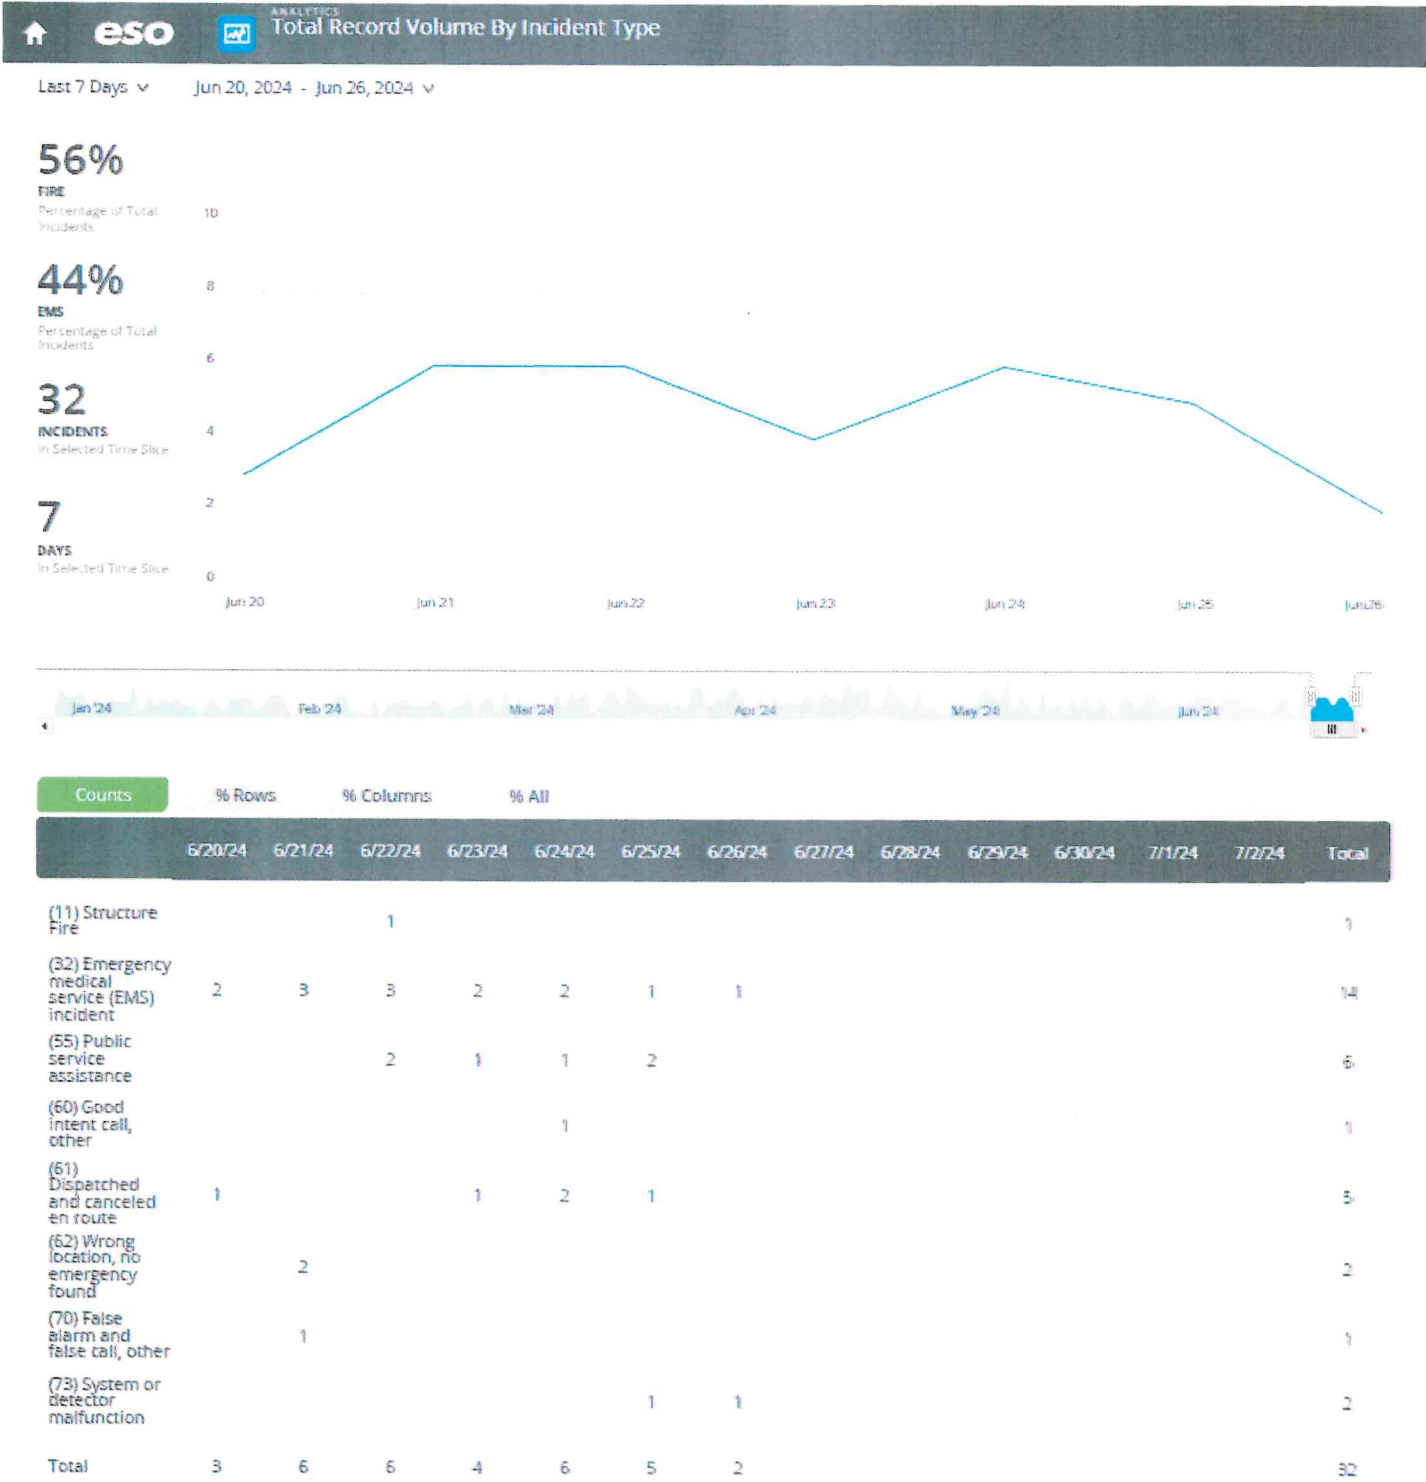 ANALYTICS
eso Total Record Volume By Incident Type
Last 7 Days Jun 20, 2024 - Jun 26, 2024
56%
FIRE
Percentage of Total
Incidents
44%
EMS
Percentage of Total
Incidents
32
INCIDENTS
In Selected Time Slice
7
DAYS
In Selected Time Slice
10
8
6
4
2
0
Jun 20 Jun 21 Jun 22 Jun 23 Jun 24 Jun 25 Jun 26
Jan '24 Feb '24 Mar '24 Apr '24 May '24 Jun '24
Counts % Rows % Columns % All
6/20/24 6/21/24 6/22/24 6/23/24 6/24/24 6/25/24 6/26/24 6/27/24 6/28/24 6/29/24 6/30/24 7/1/24 7/2/24 Total
(11) Structure
Fire
1 1
(32) Emergency
medical
service (EMS)
incident
2 3 3 2 2 1 1 14
(55) Public
service
assistance
2 1 1 2 6
(60) Good
intent call,
other
1 1
(61)
Dispatched
and canceled
en route
1 1 2 1 5
(62) Wrong
location, no
emergency
found
2 2
(70) False
alarm and
false call, other
1 1
(73) System or
detector
malfunction
1 1 2
Total 3 6 6 4 6 5 2 32